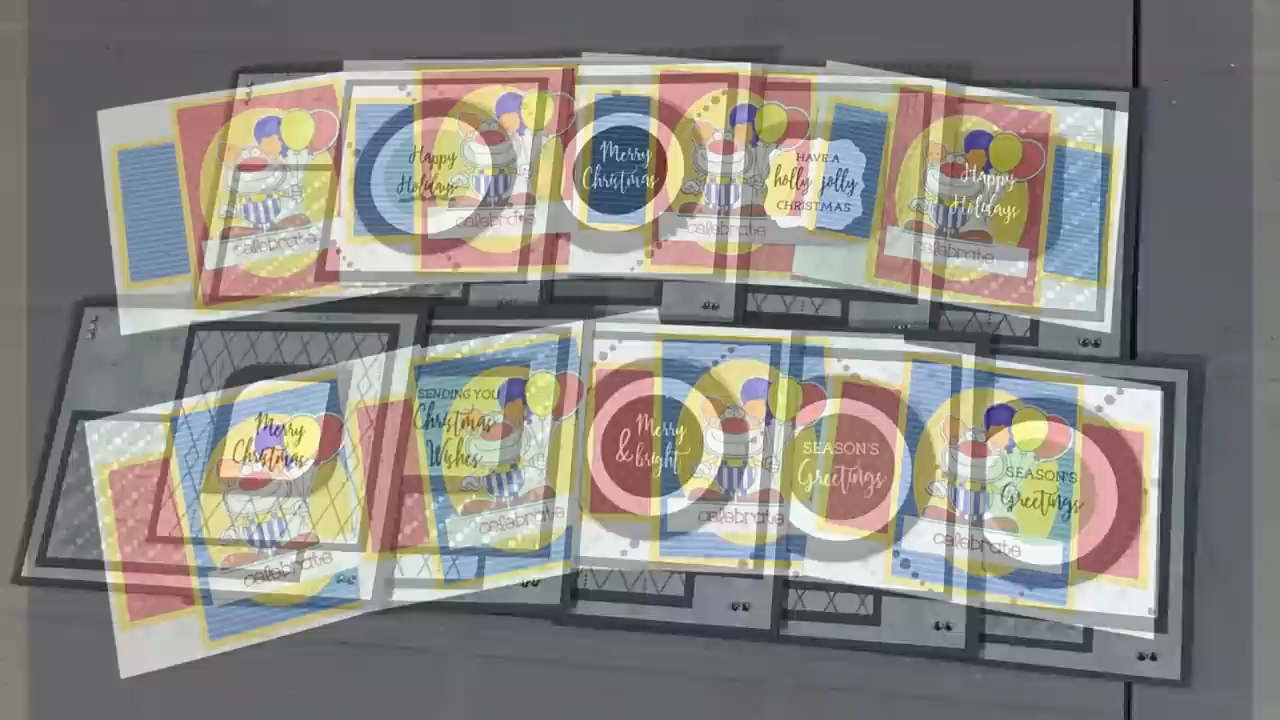 Happy
Holidays
Merry
Christmas
HAVE A
holly jolly
CHRISTMAS
Happy
Holidays
celebrate
celebrate
celebrate
celebrate
Merry
Christmas
SENDING YOU
Christmas
Wishes
Merry
& bright
SEASON'S
Greetings
SEASON'S
Greetings
celebrate
celebrate
celebrate
celebrate